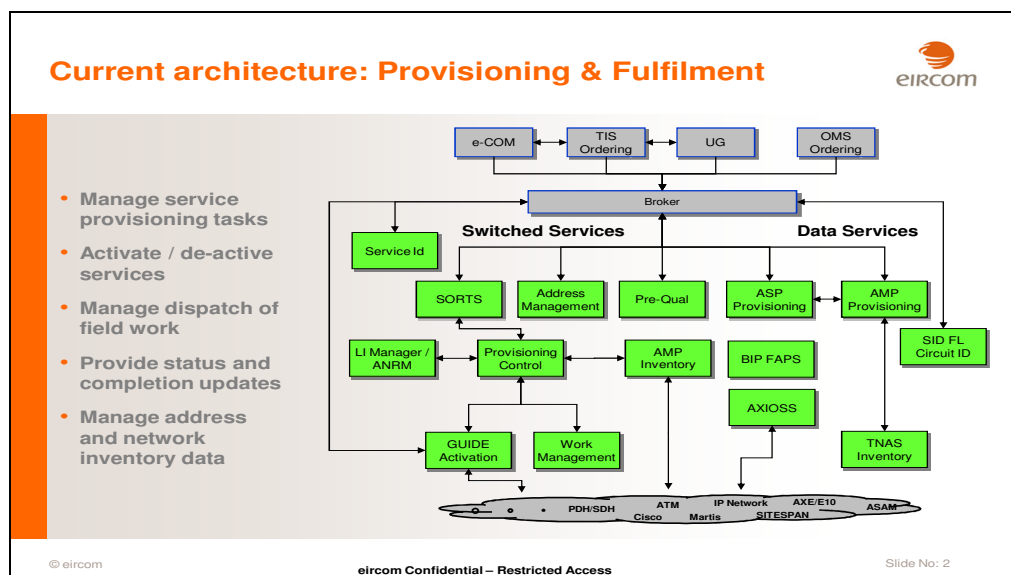 Current architecture: Provisioning & Fulfilment
eircom
• Manage service
provisioning tasks
• Activate / de-active
services
• Manage dispatch of
field work
• Provide status and
completion updates
• Manage address
and network
inventory data
e-COM
TIS
Ordering
UG
OMS
Ordering
Broker
Switched Services
Data Services
Service Id
SORTS
Address
Management
Pre-Qual
ASP
Provisioning
AMP
Provisioning
SID FL
Circuit ID
LI Manager /
ANRM
Provisioning
Control
AMP
Inventory
BIP FAPS
AXIOSS
GUIDE
Activation
Work
Management
TNAS
Inventory
PDH/SDH
ATM
IP Network
AXE/E10
ASAM
Cisco
Martis
SITESPAN
© eircom
eircom Confidential – Restricted Access
Slide No: 2